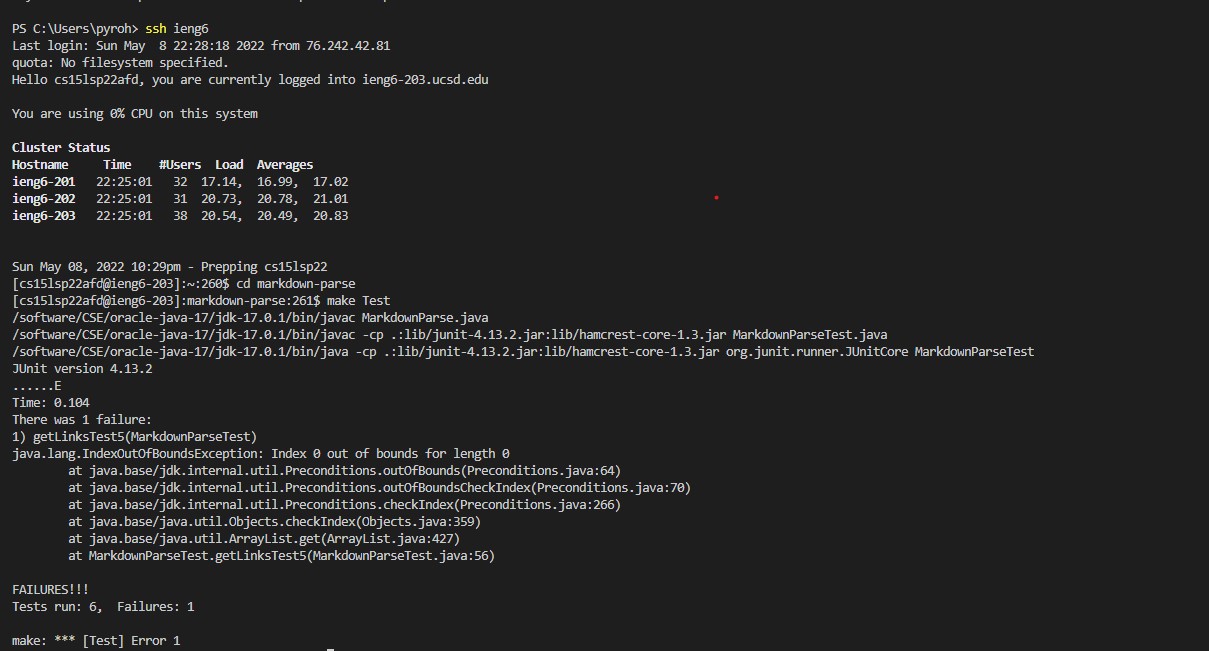 PS C:\Users\pyroh> ssh ieng6
Last login: Sun May  8 22:28:18 2022 from 76.242.42.81
quota: No filesystem specified.
Hello cs15lsp22afd, you are currently logged into ieng6-203.ucsd.edu
You are using 0% CPU on this system
Cluster Status
Hostname     Time    #Users  Load  Averages
ieng6-201   22:25:01   32  17.14,  16.99,  17.02
ieng6-202   22:25:01   31  20.73,  20.78,  21.01
ieng6-203   22:25:01   38  20.54,  20.49,  20.83
Sun May 08, 2022 10:29pm - Prepping cs15lsp22
[cs15lsp22afd@ieng6-203]:~:260$ cd markdown-parse
[cs15lsp22afd@ieng6-203]:markdown-parse:261$ make Test
/software/CSE/oracle-java-17/jdk-17.0.1/bin/javac MarkdownParse.java
/software/CSE/oracle-java-17/jdk-17.0.1/bin/javac -cp .:lib/junit-4.13.2.jar:lib/hamcrest-core-1.3.jar MarkdownParseTest.java
/software/CSE/oracle-java-17/jdk-17.0.1/bin/java -cp .:lib/junit-4.13.2.jar:lib/hamcrest-core-1.3.jar org.junit.runner.JUnitCore MarkdownParseTest
JUnit version 4.13.2
......E
Time: 0.104
There was 1 failure:
1) getLinksTest5(MarkdownParseTest)
java.lang.IndexOutOfBoundsException: Index 0 out of bounds for length 0
        at java.base/jdk.internal.util.Preconditions.outOfBounds(Preconditions.java:64)
        at java.base/jdk.internal.util.Preconditions.outOfBoundsCheckIndex(Preconditions.java:70)
        at java.base/jdk.internal.util.Preconditions.checkIndex(Preconditions.java:266)
        at java.base/java.util.Objects.checkIndex(Objects.java:359)
        at java.base/java.util.ArrayList.get(ArrayList.java:427)
        at MarkdownParseTest.getLinksTest5(MarkdownParseTest.java:56)
FAILURES!!!
Tests run: 6,  Failures: 1
make: *** [Test] Error 1